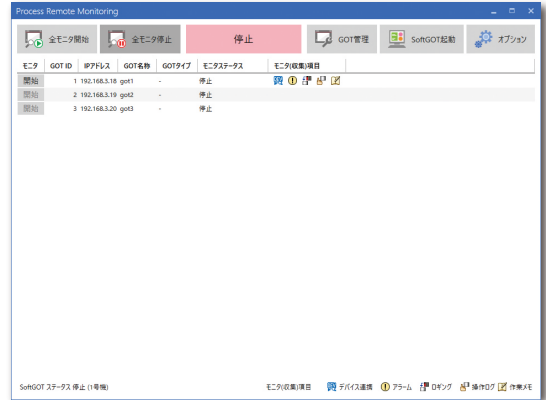 Process Remote Monitoring
全モニタ開始 全モニタ停止 停止 GOT管理 SoftGOT起動 オプション
モニタ GOT ID IPアドレス GOT名称 GOTタイプ モニタステータス モニタ(収集)項目
開始 1 192.168.3.18 got1 - 停止
開始 2 192.168.3.19 got2 - 停止
開始 3 192.168.3.20 got3 - 停止
SoftGOT ステータス 停止 (1号機) モニタ(収集)項目 デバイス連携 アラーム ロギング 操作ログ 作業メモ